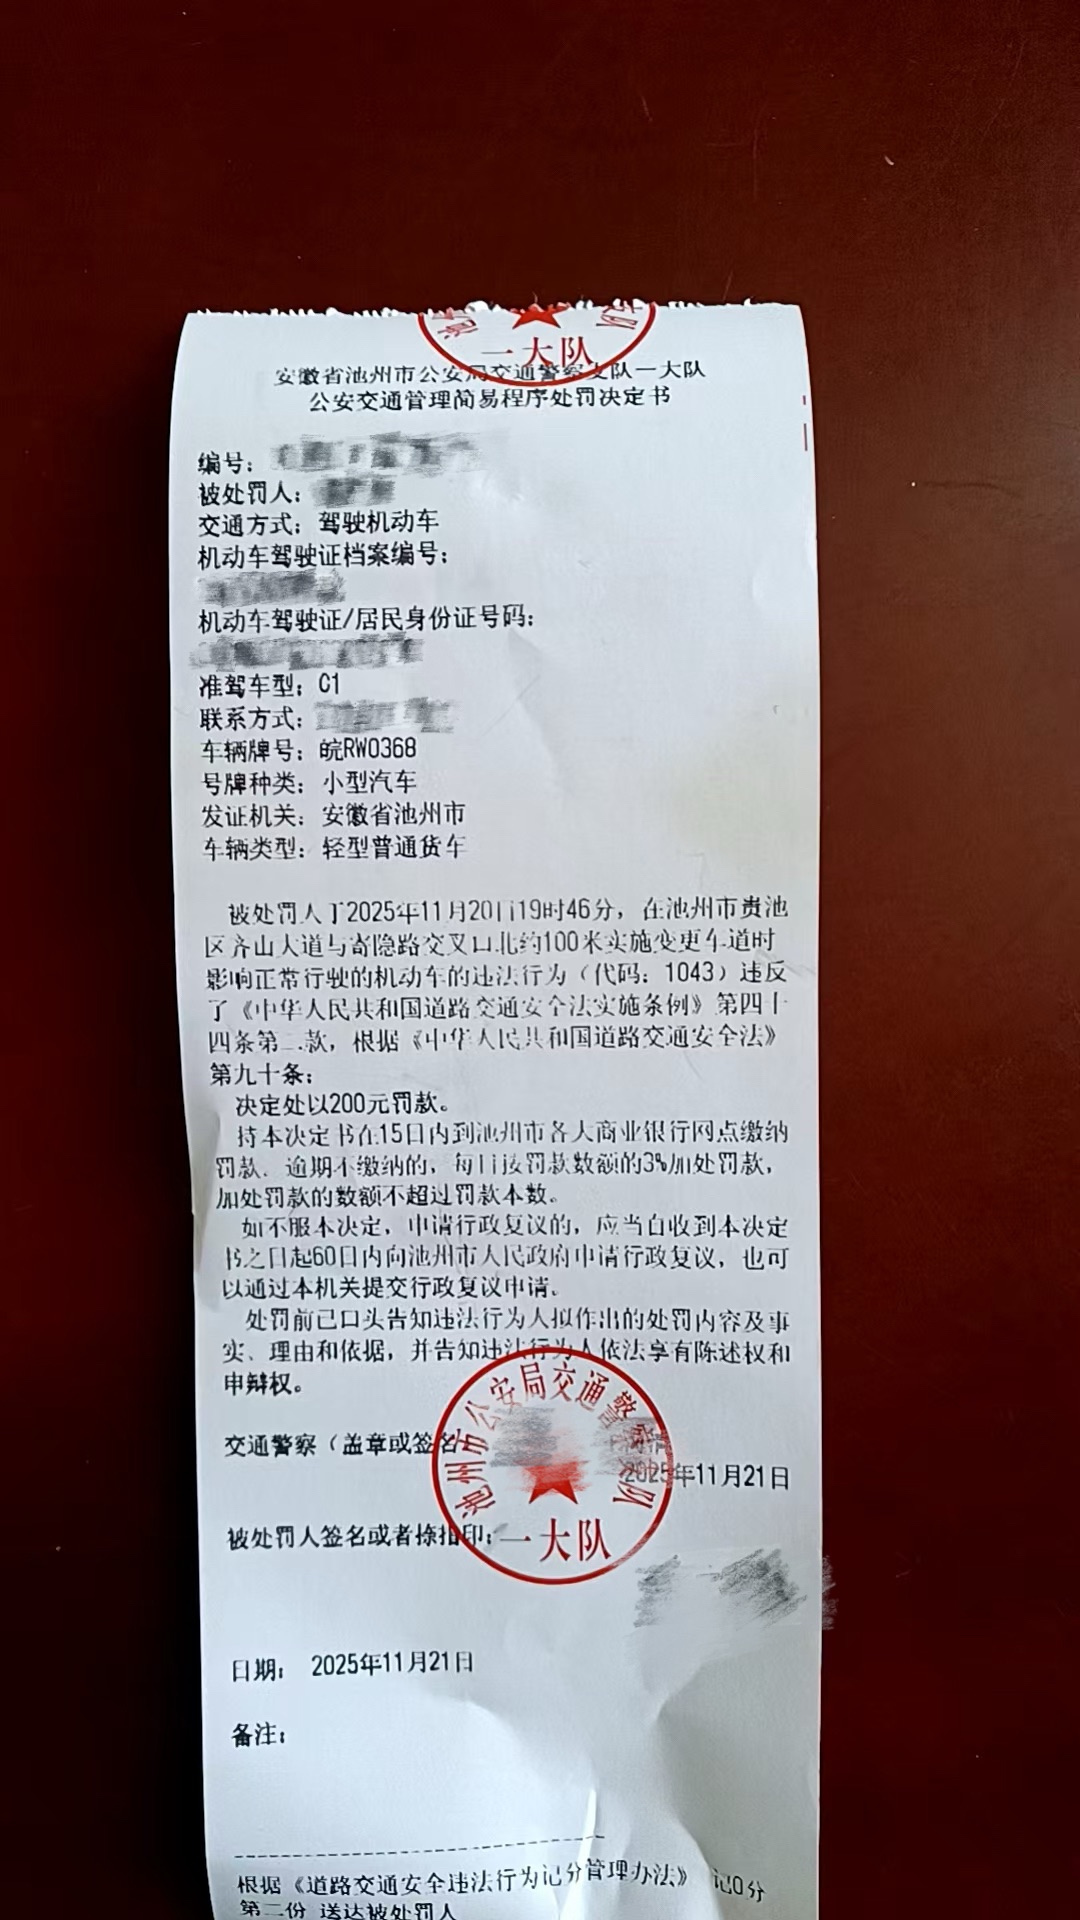 一大队
安徽省池州市公安局交通警察支队一大队
公安交通管理简易程序处罚决定书
编号:
被处罚人:
交通方式: 驾驶机动车
机动车驾驶证档案编号:
机动车驾驶证/居民身份证号码:
准驾车型: C1
联系方式:
车辆牌号: 皖RW0368
号牌种类: 小型汽车
发证机关: 安徽省池州市
车辆类型: 轻型普通货车
被处罚人于2025年11月20日19时46分, 在池州市贵池
区齐山大道与寄隐路交叉口北约100米实施变更车道时
影响正常行驶的机动车的违法行为(代码: 1043)违反
了《中华人民共和国道路交通安全法实施条例》第四十
四条第二款, 根据《中华人民共和国道路交通安全法》
第九十条:
决定处以200元罚款。
持本决定书在15日内到池州市各大商业银行网点缴纳
罚款。逾期不缴纳的, 每日按罚款数额的3%加处罚款,
加处罚款的数额不超过罚款本数。
如不服本决定, 申请行政复议的, 应当自收到本决定
书之日起60日内向池州市人民政府申请行政复议, 也可
以通过本机关提交行政复议申请。
处罚前已口头告知违法行为人拟作出的处罚内容及事
实、理由和依据, 并告知违法行为人依法享有陈述权和
申辩权。
池州市公安局交通警察支队
交通警察(盖章或签名
2025年11月21日
被处罚人签名或者捺指印:
一大队
日期: 2025年11月21日
备注:
根据《道路交通安全违法行为记分管理办法》 记0分
第二份 送达被处罚人